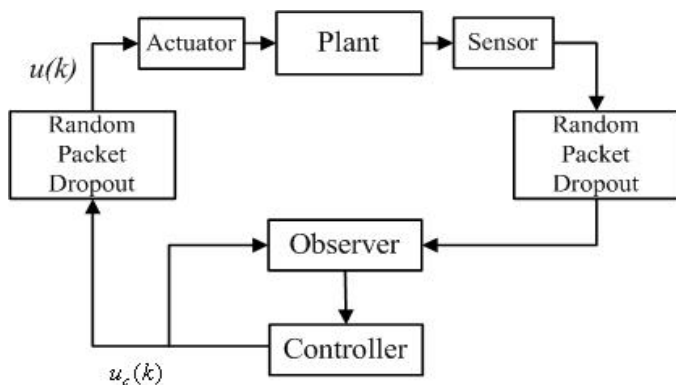 Actuator
Plant
Sensor
u(k)
Random
Packet
Dropout
Random
Packet
Dropout
Observer
Controller
u_c(k)